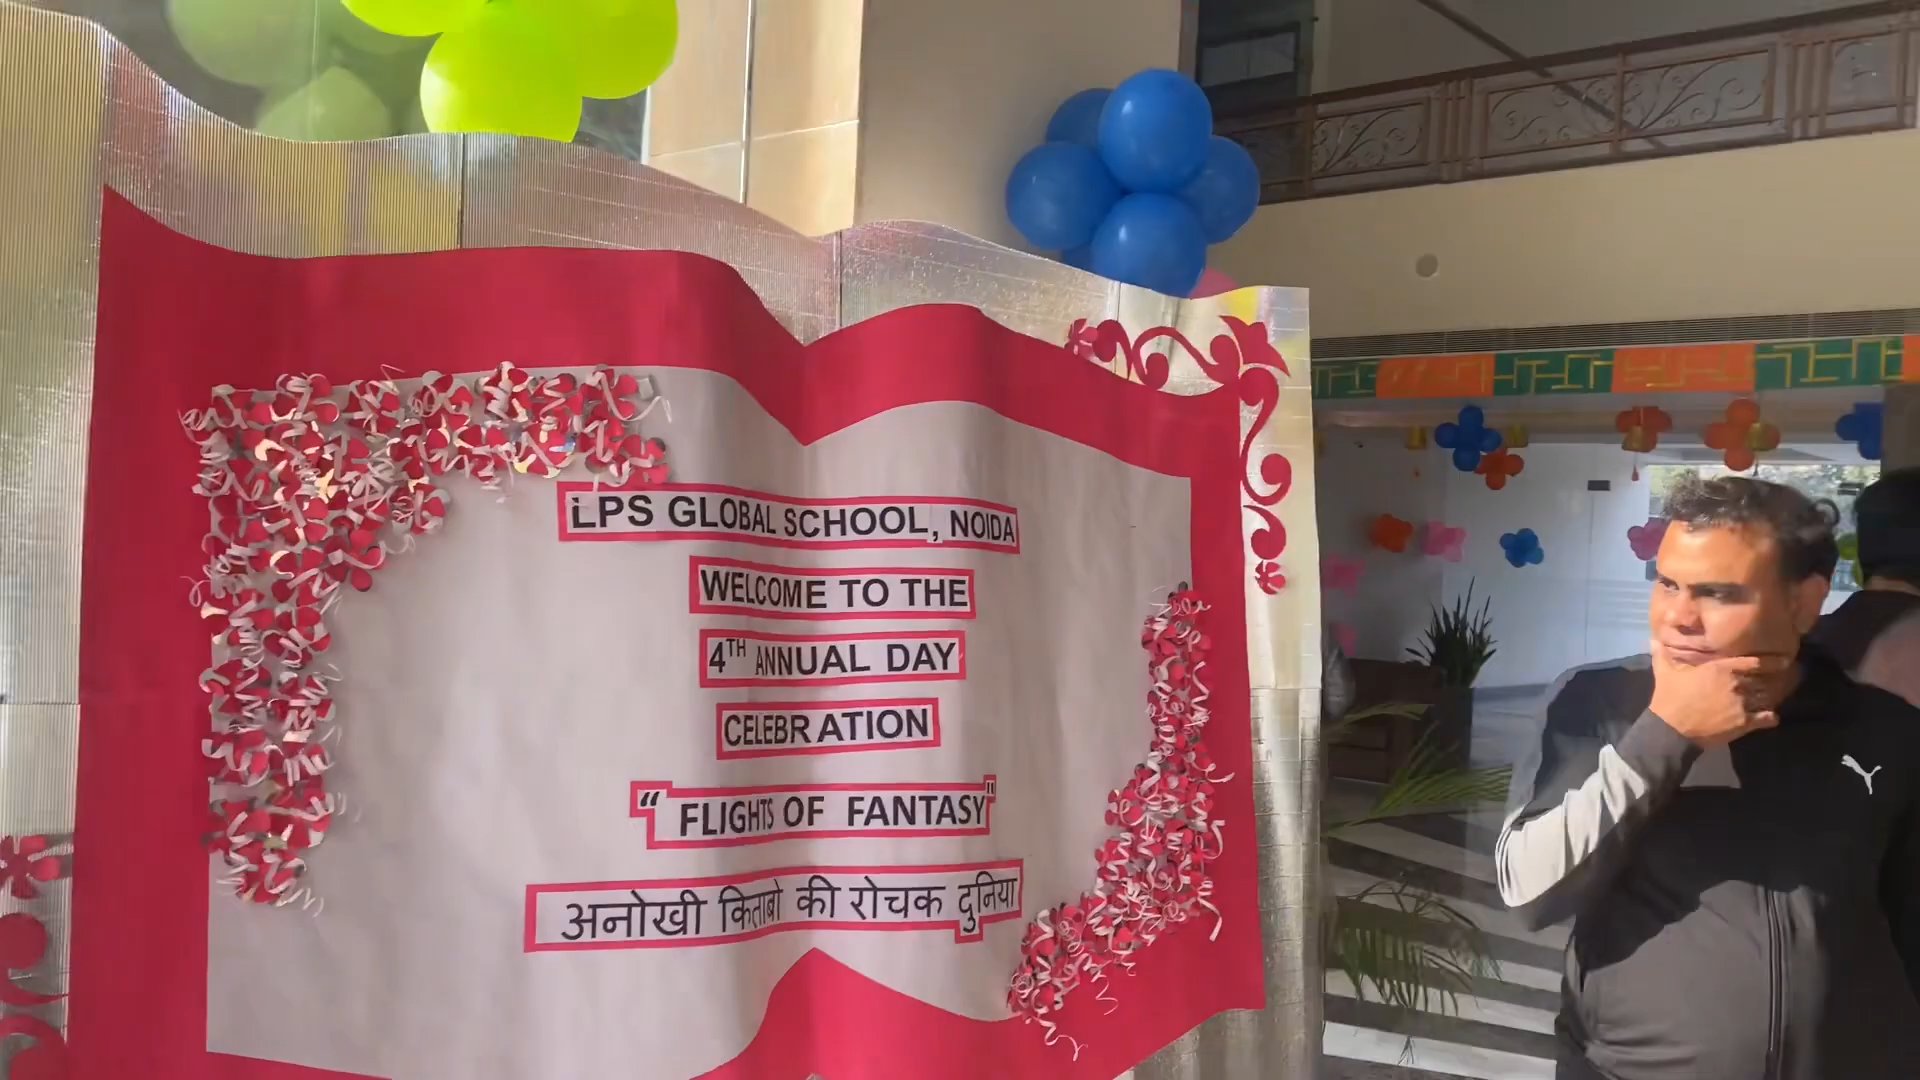 LPS GLOBAL SCHOOL, NOIDA
WELCOME TO THE
4TH ANNUAL DAY
CELEBRATION
“ FLIGHTS OF FANTASY"
अनोखी किताबो की रोचक दुनिया